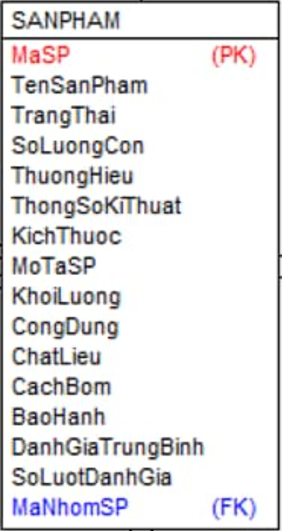 SANPHAM
MaSP (PK)
TenSanPham
TrangThai
SoLuongCon
ThuongHieu
ThongSoKiThuat
KichThuoc
MoTaSP
KhoiLuong
CongDung
ChatLieu
CachBom
BaoHanh
DanhGiaTrungBinh
SoLuotDanhGia
MaNhomSP (FK)